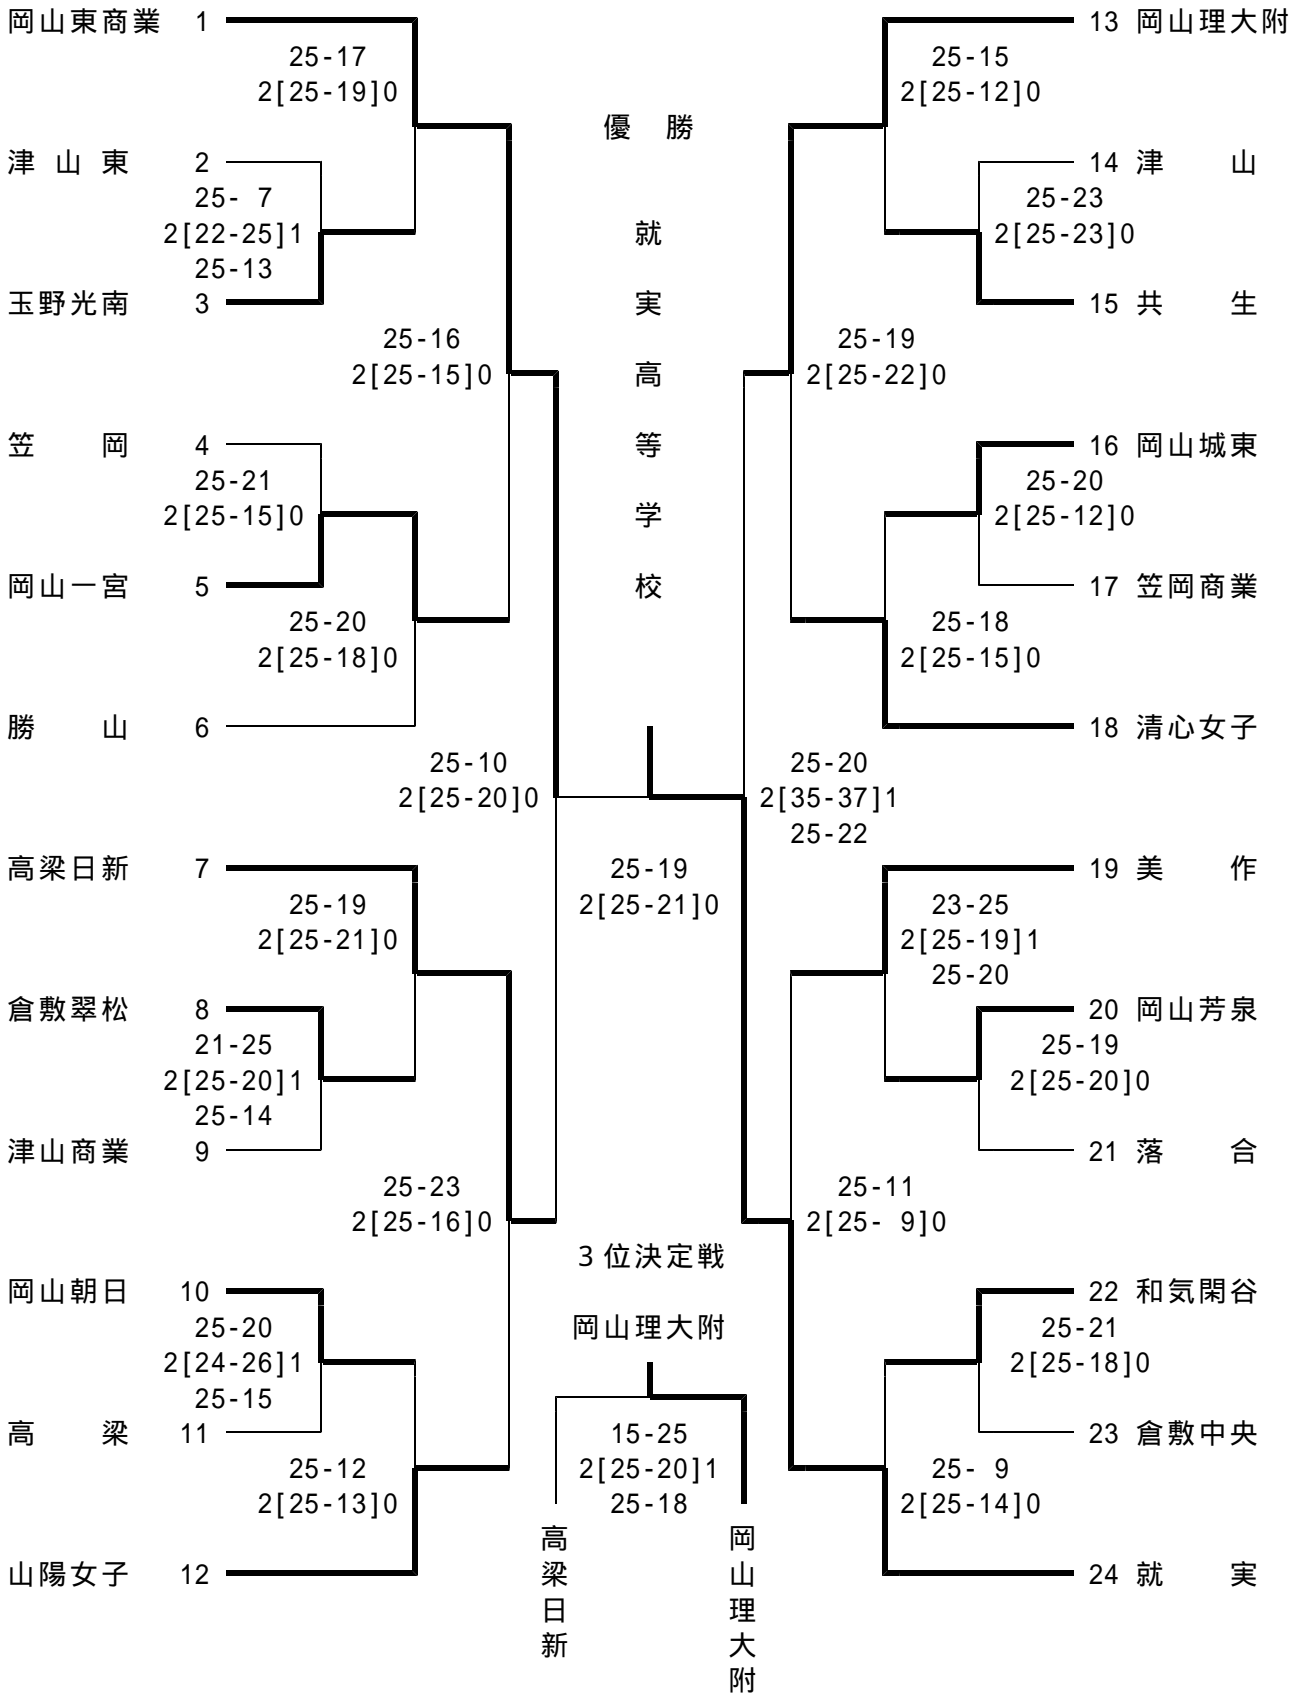 岡山東商業 1
25-17
2[25-19]0
津山東 2
25- 7
2[22-25]1
25-13
玉野光南 3
25-16
2[25-15]0
笠岡 4
25-21
2[25-15]0
岡山一宮 5
25-20
2[25-18]0
勝山 6
25-10
2[25-20]0
高梁日新 7
25-19
2[25-21]0
倉敷翠松 8
21-25
2[25-20]1
25-14
津山商業 9
25-23
2[25-16]0
岡山朝日 10
25-20
2[24-26]1
25-15
高梁 11
25-12
2[25-13]0
山陽女子 12
優勝
就実高等学校
25-19
2[25-21]0
3位決定戦
岡山理大附
15-25
2[25-20]1
25-18
高梁日新
岡山理大附
13 岡山理大附
25-15
2[25-12]0
14 津山
25-23
2[25-23]0
15 共生
25-19
2[25-22]0
16 岡山城東
25-20
2[25-12]0
17 笠岡商業
25-18
2[25-15]0
18 清心女子
25-20
2[35-37]1
25-22
19 美作
23-25
2[25-19]1
25-20
20 岡山芳泉
25-19
2[25-20]0
21 落合
25-11
2[25- 9]0
22 和気閑谷
25-21
2[25-18]0
23 倉敷中央
25- 9
2[25-14]0
24 就実